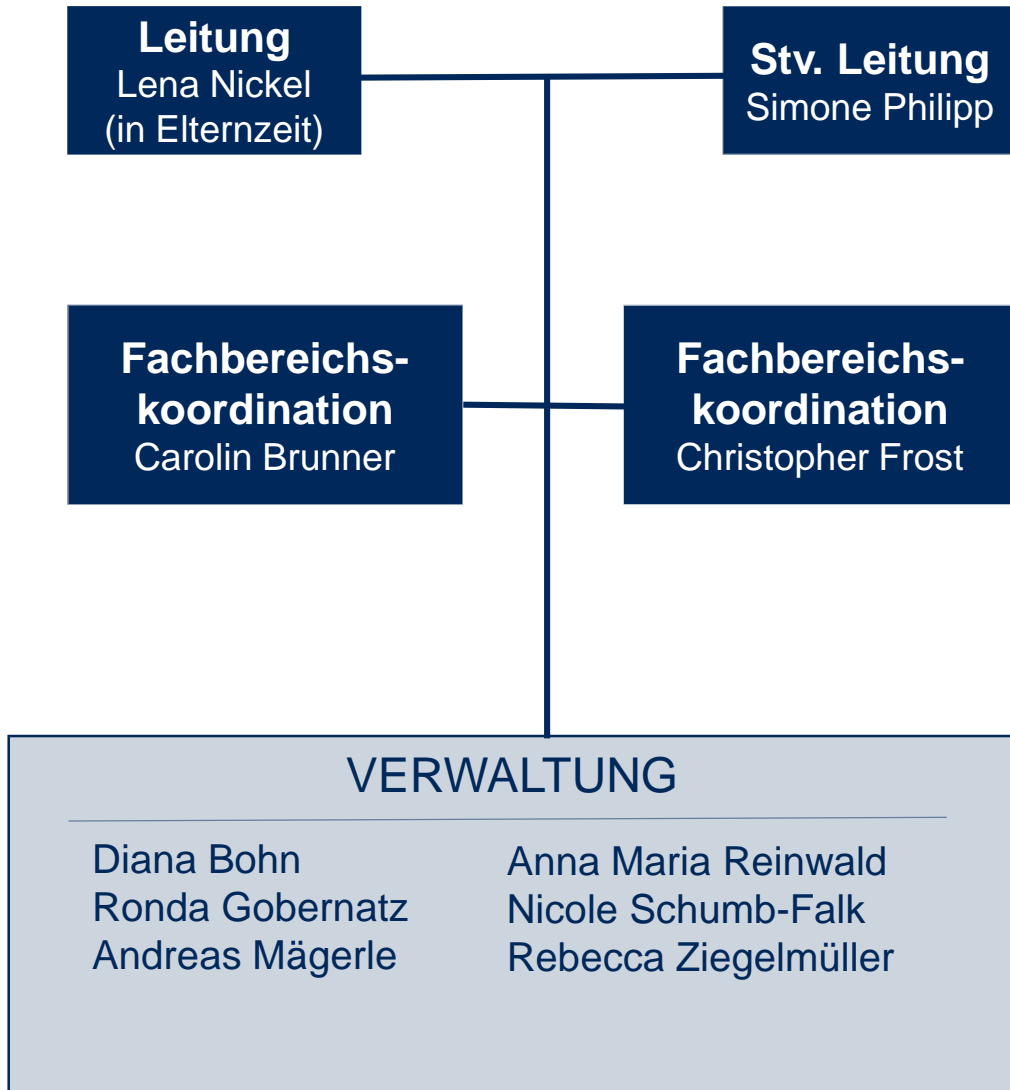 Leitung
Lena Nickel
(in Elternzeit)
Stv. Leitung
Simone Philipp
Fachbereichs-
koordination
Carolin Brunner
Fachbereichs-
koordination
Christopher Frost
VERWALTUNG
Diana Bohn
Ronda Gobernatz
Andreas Mägerle
Anna Maria Reinwald
Nicole Schumb-Falk
Rebecca Ziegelmüller